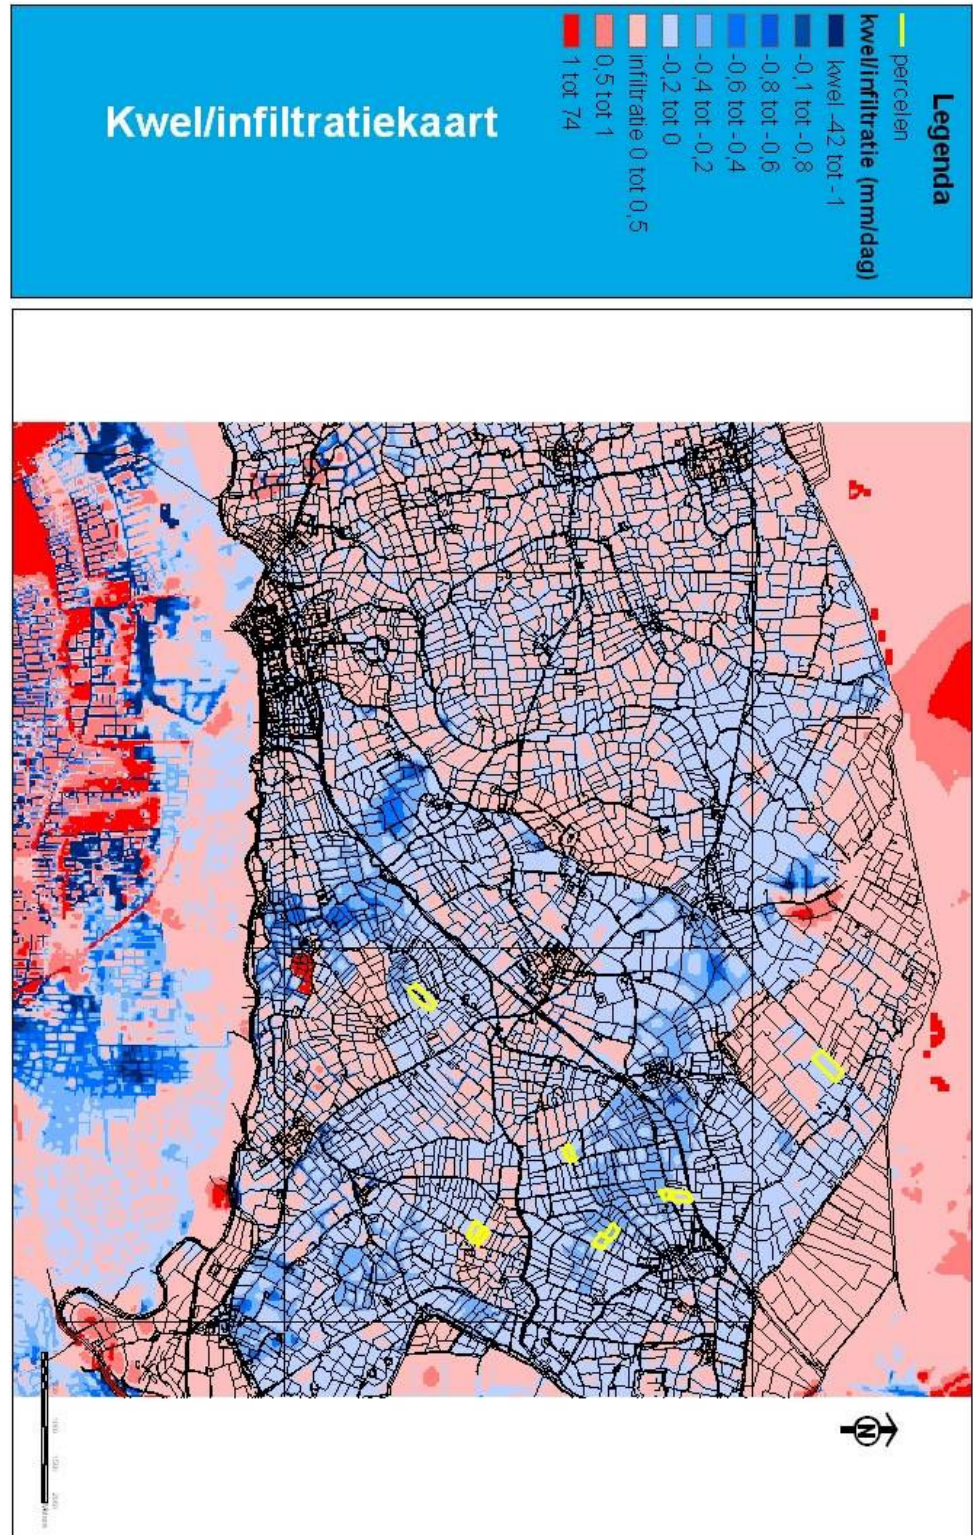 Legenda
percelen
kwel/infiltratie (mm/dag)
kwel -42 tot -1
-0,1 tot -0,8
-0,8 tot -0,6
-0,6 tot -0,4
-0,4 tot -0,2
-0,2 tot 0
infiltratie 0 tot 0,5
0,5 tot 1
1 tot 74
Kwel/infiltratiekaart
N